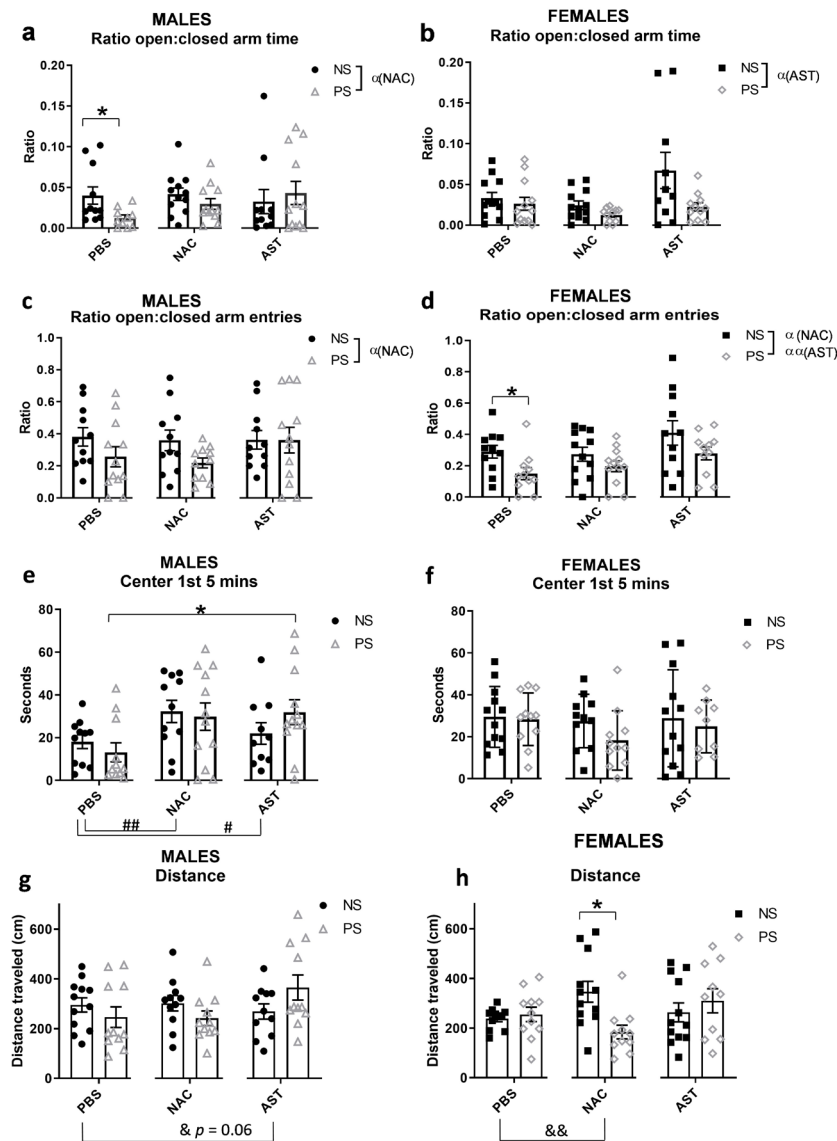 a
MALES
Ratio open:closed arm time
NS
PS
α(NAC)
*
0.20
0.15
0.10
0.05
0.00
Ratio
PBS
NAC
AST
b
FEMALES
Ratio open:closed arm time
NS
PS
α(AST)
0.20
0.15
0.10
0.05
0.00
Ratio
PBS
NAC
AST
c
MALES
Ratio open:closed arm entries
NS
PS
α(NAC)
1.0
0.8
0.6
0.4
0.2
0.0
Ratio
PBS
NAC
AST
d
FEMALES
Ratio open:closed arm entries
NS
PS
α (NAC)
αα(AST)
*
1.0
0.8
0.6
0.4
0.2
0.0
Ratio
PBS
NAC
AST
e
MALES
Center 1st 5 mins
NS
PS
*
80
60
40
20
0
Seconds
PBS
NAC
AST
##
#
f
FEMALES
Center 1st 5 mins
NS
PS
80
60
40
20
0
Seconds
PBS
NAC
AST
g
MALES
Distance
NS
PS
600
400
200
0
Distance traveled (cm)
PBS
NAC
AST
& p = 0.06
h
FEMALES
Distance
NS
PS
*
600
400
200
0
Distance traveled (cm)
PBS
NAC
AST
&&